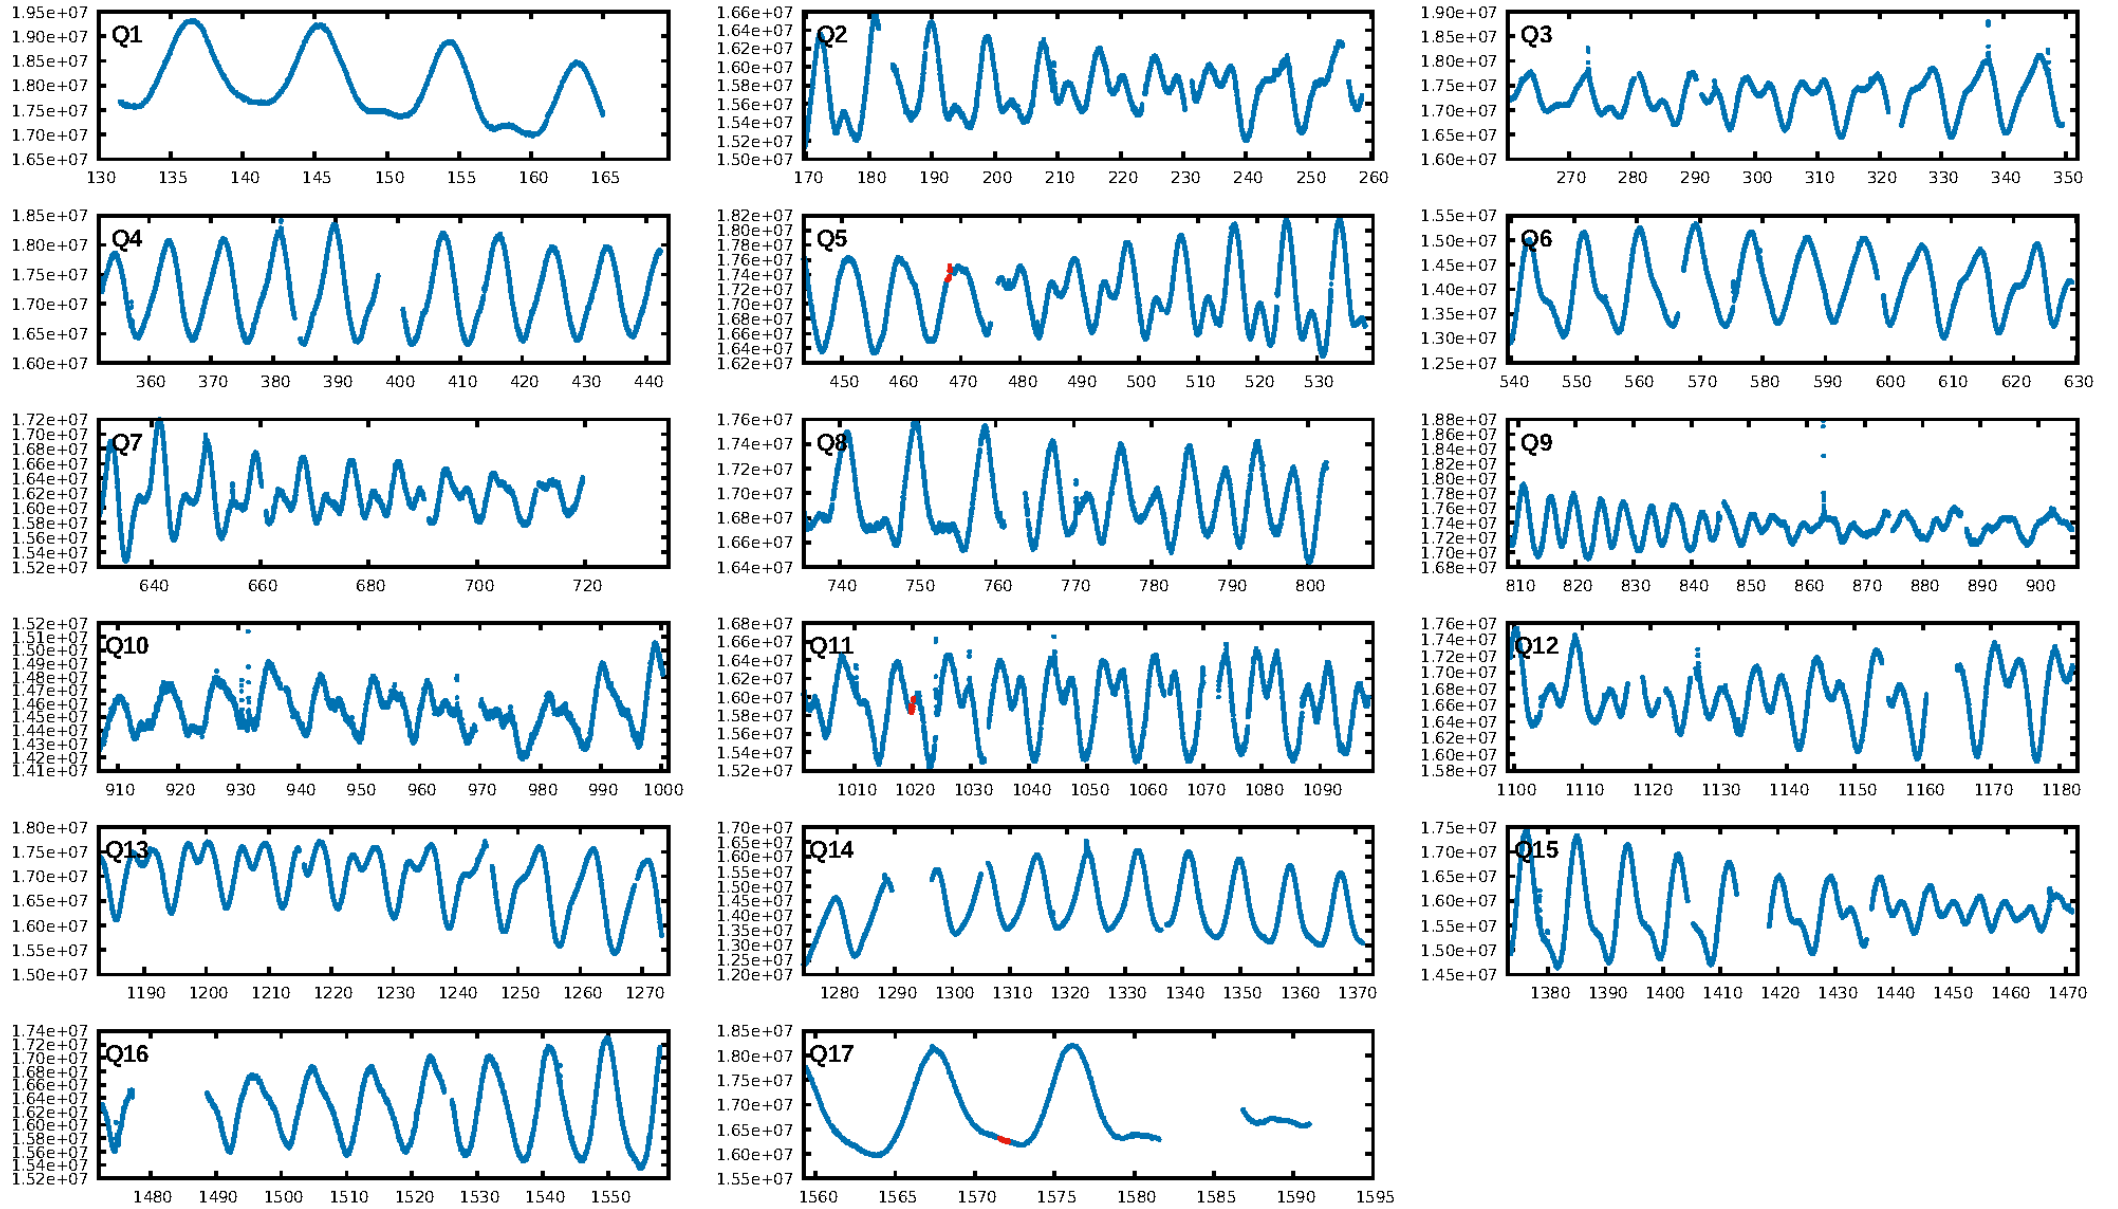 1.95e+07
Q1
1.90e+07
1.85e+07
1.80e+07
1.75e+07
1.70e+07
1.65e+07
130 135 140 145 150 155 160 165
1.66e+07
Q2
1.64e+07
1.62e+07
1.60e+07
1.58e+07
1.56e+07
1.54e+07
1.52e+07
1.50e+07
170 180 190 200 210 220 230 240 250 260
1.90e+07
Q3
1.85e+07
1.80e+07
1.75e+07
1.70e+07
1.65e+07
1.60e+07
270 280 290 300 310 320 330 340 350
1.85e+07
Q4
1.80e+07
1.75e+07
1.70e+07
1.65e+07
1.60e+07
360 370 380 390 400 410 420 430 440
1.82e+07
Q5
1.80e+07
1.78e+07
1.76e+07
1.74e+07
1.72e+07
1.70e+07
1.68e+07
1.66e+07
1.64e+07
1.62e+07
450 460 470 480 490 500 510 520 530
1.55e+07
Q6
1.50e+07
1.45e+07
1.40e+07
1.35e+07
1.30e+07
1.25e+07
540 550 560 570 580 590 600 610 620 630
1.72e+07
Q7
1.70e+07
1.68e+07
1.66e+07
1.64e+07
1.62e+07
1.60e+07
1.58e+07
1.56e+07
1.54e+07
1.52e+07
640 660 680 700 720
1.76e+07
Q8
1.74e+07
1.72e+07
1.70e+07
1.68e+07
1.66e+07
1.64e+07
740 750 760 770 780 790 800
1.88e+07
Q9
1.86e+07
1.84e+07
1.82e+07
1.80e+07
1.78e+07
1.76e+07
1.74e+07
1.72e+07
1.70e+07
1.68e+07
810 820 830 840 850 860 870 880 890 900
1.52e+07
Q10
1.51e+07
1.50e+07
1.49e+07
1.48e+07
1.47e+07
1.46e+07
1.45e+07
1.44e+07
1.43e+07
1.42e+07
1.41e+07
910 920 930 940 950 960 970 980 990 1000
1.68e+07
Q11
1.66e+07
1.64e+07
1.62e+07
1.60e+07
1.58e+07
1.56e+07
1.54e+07
1.52e+07
1010 1020 1030 1040 1050 1060 1070 1080 1090
1.76e+07
Q12
1.74e+07
1.72e+07
1.70e+07
1.68e+07
1.66e+07
1.64e+07
1.62e+07
1.60e+07
1.58e+07
1100 1110 1120 1130 1140 1150 1160 1170 1180
1.80e+07
Q13
1.75e+07
1.70e+07
1.65e+07
1.60e+07
1.55e+07
1.50e+07
1190 1200 1210 1220 1230 1240 1250 1260 1270
1.70e+07
Q14
1.65e+07
1.60e+07
1.55e+07
1.50e+07
1.45e+07
1.40e+07
1.35e+07
1.30e+07
1.25e+07
1.20e+07
1280 1290 1300 1310 1320 1330 1340 1350 1360 1370
1.75e+07
Q15
1.70e+07
1.65e+07
1.60e+07
1.55e+07
1.50e+07
1.45e+07
1380 1390 1400 1410 1420 1430 1440 1450 1460 1470
1.74e+07
Q16
1.72e+07
1.70e+07
1.68e+07
1.66e+07
1.64e+07
1.62e+07
1.60e+07
1.58e+07
1.56e+07
1.54e+07
1.52e+07
1480 1490 1500 1510 1520 1530 1540 1550
1.85e+07
Q17
1.80e+07
1.75e+07
1.70e+07
1.65e+07
1.60e+07
1.55e+07
1560 1565 1570 1575 1580 1585 1590 1595